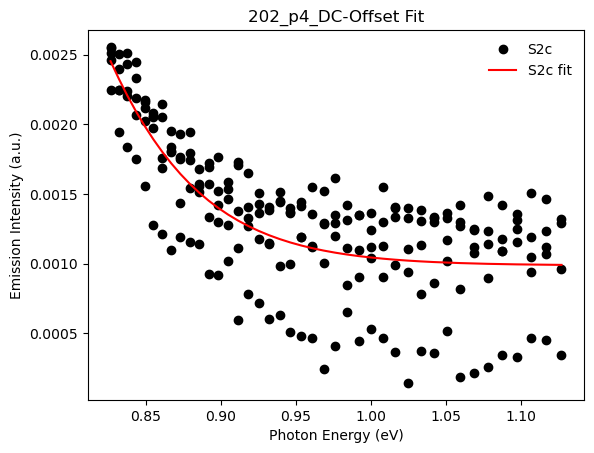 202_p4_DC-Offset Fit
S2c
S2c fit
Emission Intensity (a.u.)
0.0025
0.0020
0.0015
0.0010
0.0005
0.85 0.90 0.95 1.00 1.05 1.10
Photon Energy (eV)